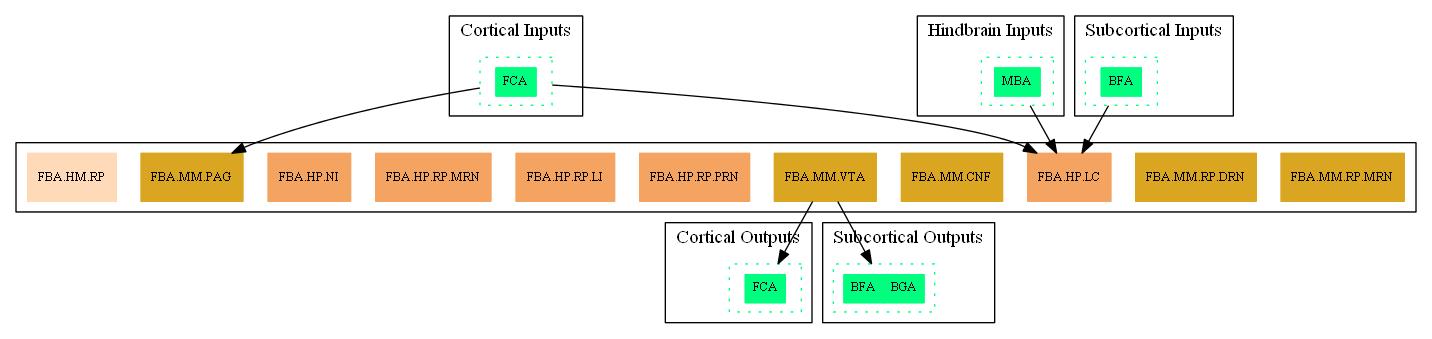 Cortical Inputs
Hindbrain Inputs
Subcortical Inputs
FCA
MBA
BFA
FBA.HM.RP
FBA.MM.PAG
FBA.HP.NI
FBA.HP.RP.MRN
FBA.HP.RP.LI
FBA.HP.RP.PRN
FBA.MM.VTA
FBA.MM.CNF
FBA.HP.LC
FBA.MM.RP.DRN
FBA.MM.RP.MRN
Cortical Outputs
Subcortical Outputs
FCA
BFA BGA